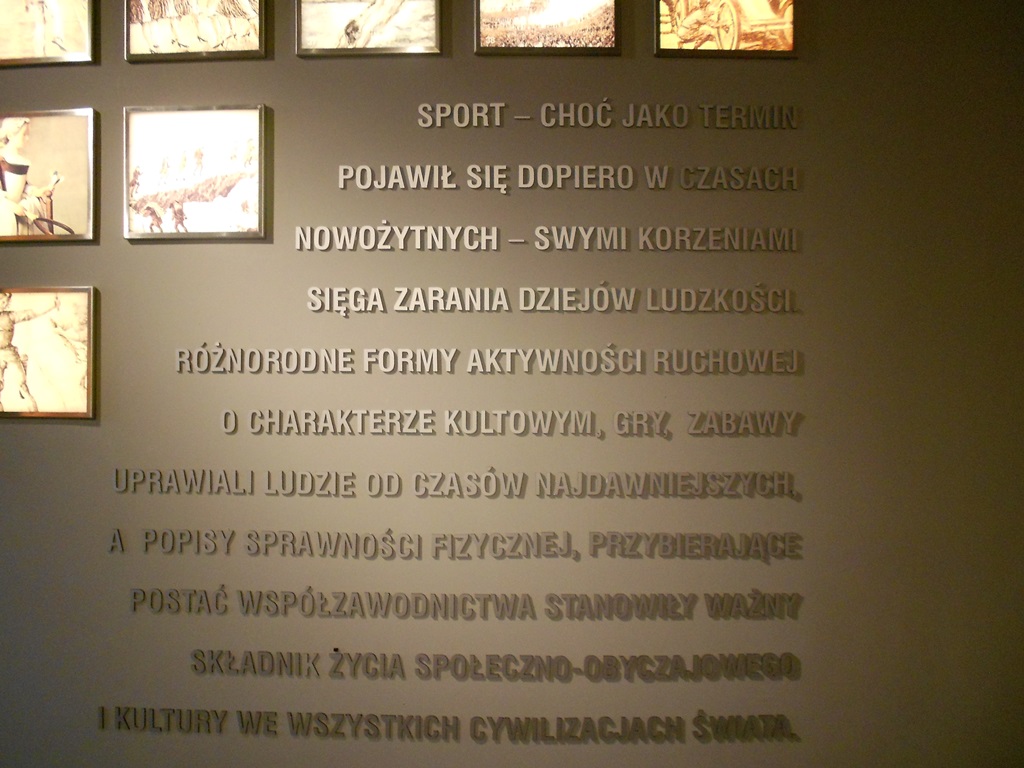 SPORT – CHOĆ JAKO TERMIN
POJAWIŁ SIĘ DOPIERO W CZASACH
NOWOŻYTNYCH – SWYMI KORZENIAMI
SIĘGA ZARANIA DZIEJÓW LUDZKOŚCI.
RÓŻNORODNE FORMY AKTYWNOŚCI RUCHOWEJ
O CHARAKTERZE KULTOWYM, GRY, ZABAWY
UPRAWIALI LUDZIE OD CZASÓW NAJDAWNIEJSZYCH,
A POPISY SPRAWNOŚCI FIZYCZNEJ, PRZYBIERAJĄCE
POSTAĆ WSPÓŁZAWODNICTWA STANOWIŁY WAŻNY
SKŁADNIK ŻYCIA SPOŁECZNO-OBYCZAJOWEGO
I KULTURY WE WSZYSTKICH CYWILIZACJACH ŚWIATA.